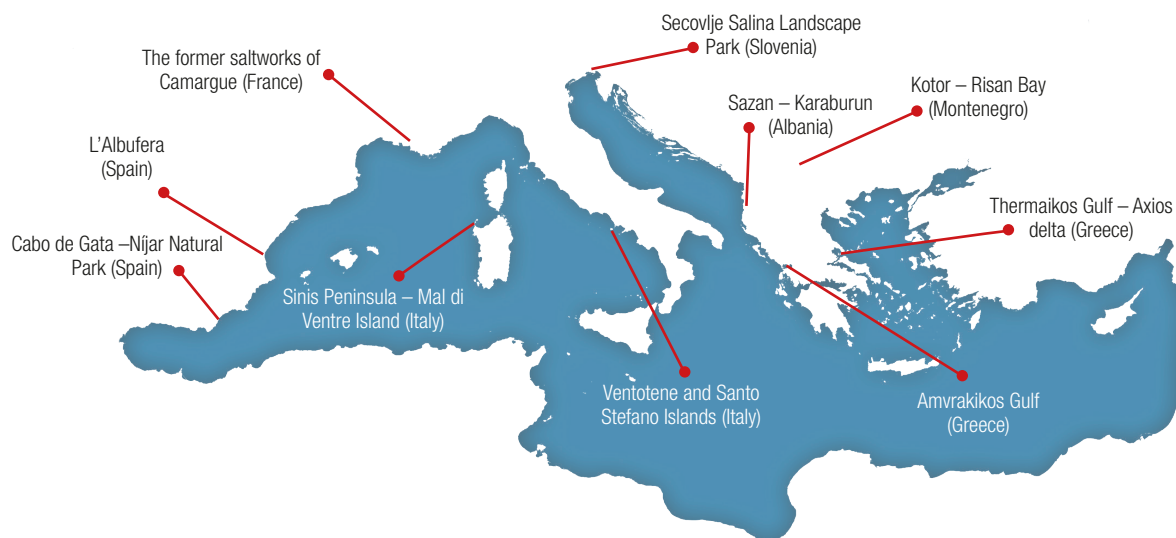 Secovlje Salina Landscape
Park (Slovenia)
The former saltworks of
Camargue (France)
Kotor – Risan Bay
(Montenegro)
Sazan – Karaburun
(Albania)
L'Albufera
(Spain)
Thermaikos Gulf – Axios
delta (Greece)
Cabo de Gata –Níjar Natural
Park (Spain)
Sinis Peninsula – Mal di
Ventre Island (Italy)
Ventotene and Santo
Stefano Islands (Italy)
Amvrakikos Gulf
(Greece)